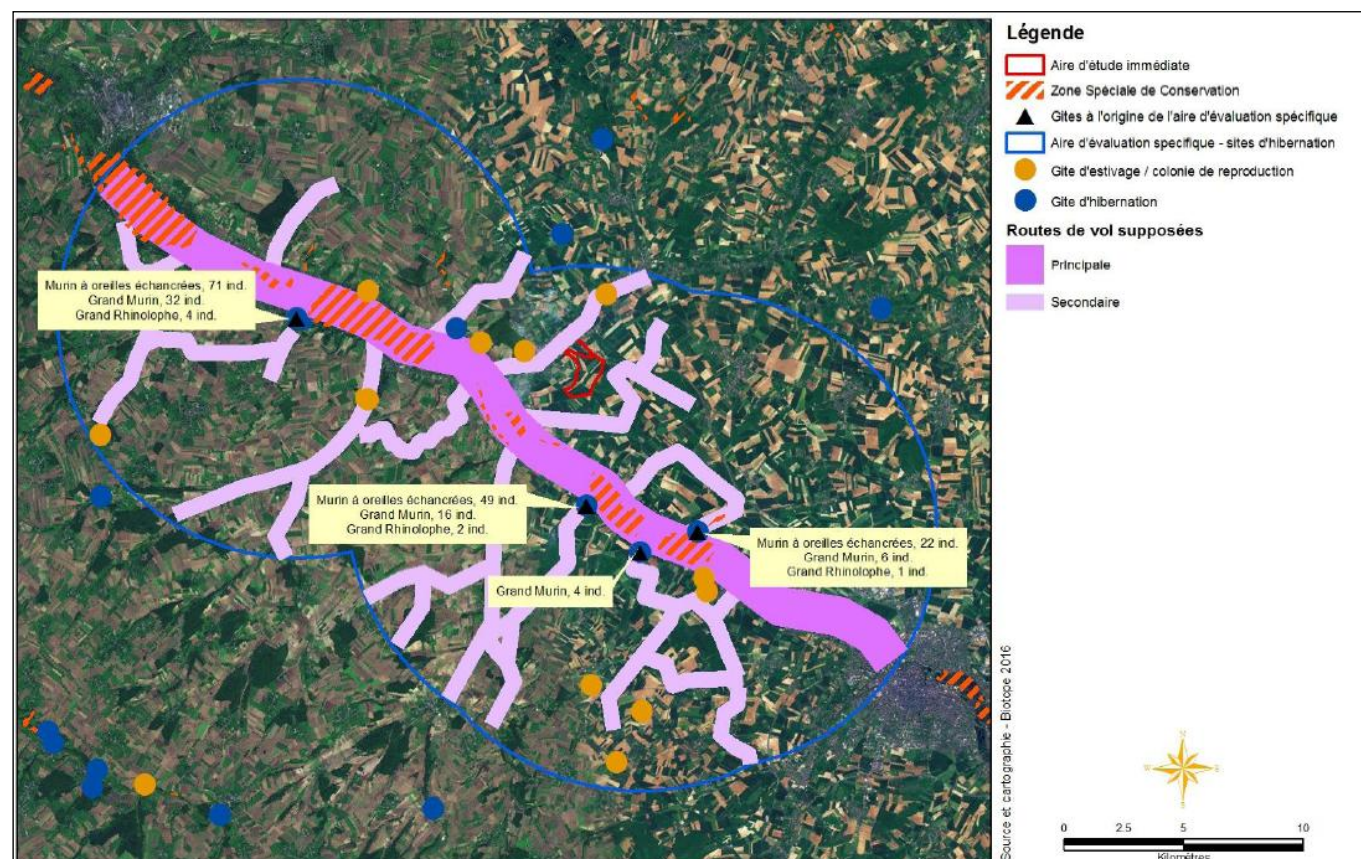 Légende
Aire d'étude immédiate
Zone Spéciale de Conservation
Gites à l'origine de l'aire d'évaluation spécifique
Aire d'évaluation specifique - sites d'hibernation
Gite d'estivage / colonie de reproduction
Gite d'hibernation
Routes de vol supposées
Principale
Secondaire
Murin à oreilles échancrées, 71 ind.
Grand Murin, 32 ind.
Grand Rhinolophe, 4 ind.
Murin à oreilles échancrées, 49 ind.
Grand Murin, 16 ind.
Grand Rhinolophe, 2 ind.
Murin à oreilles échancrées, 22 ind.
Grand Murin, 6 ind.
Grand Rhinolophe, 1 ind.
Grand Murin, 4 ind.
Source et cartographie - Biotope 2016
0 2.5 5 10
Kilomètres